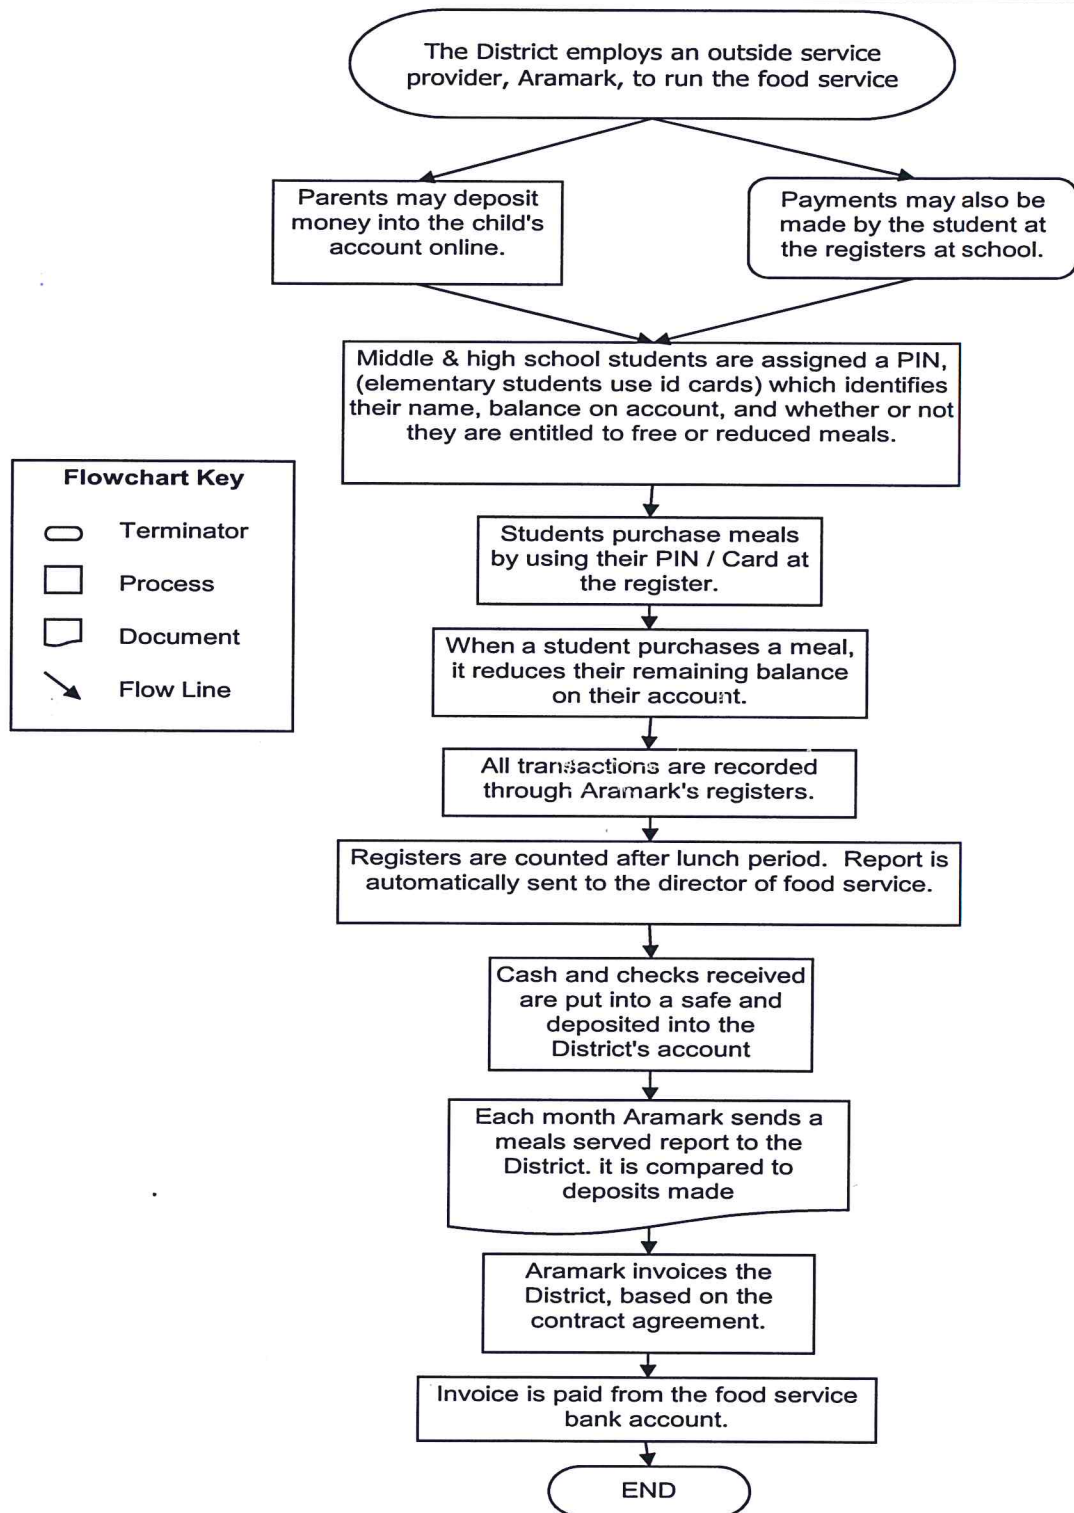 The District employs an outside service
provider, Aramark, to run the food service
Parents may deposit
money into the child's
account online.
Payments may also be
made by the student at
the registers at school.
Middle & high school students are assigned a PIN,
(elementary students use id cards) which identifies
their name, balance on account, and whether or not
they are entitled to free or reduced meals.
Flowchart Key
Terminator
Process
Document
Flow Line
Students purchase meals
by using their PIN / Card at
the register.
When a student purchases a meal,
it reduces their remaining balance
on their account.
All transactions are recorded
through Aramark's registers.
Registers are counted after lunch period. Report is
automatically sent to the director of food service.
Cash and checks received
are put into a safe and
deposited into the
District's account
Each month Aramark sends a
meals served report to the
District. it is compared to
deposits made
Aramark invoices the
District, based on the
contract agreement.
Invoice is paid from the food service
bank account.
END